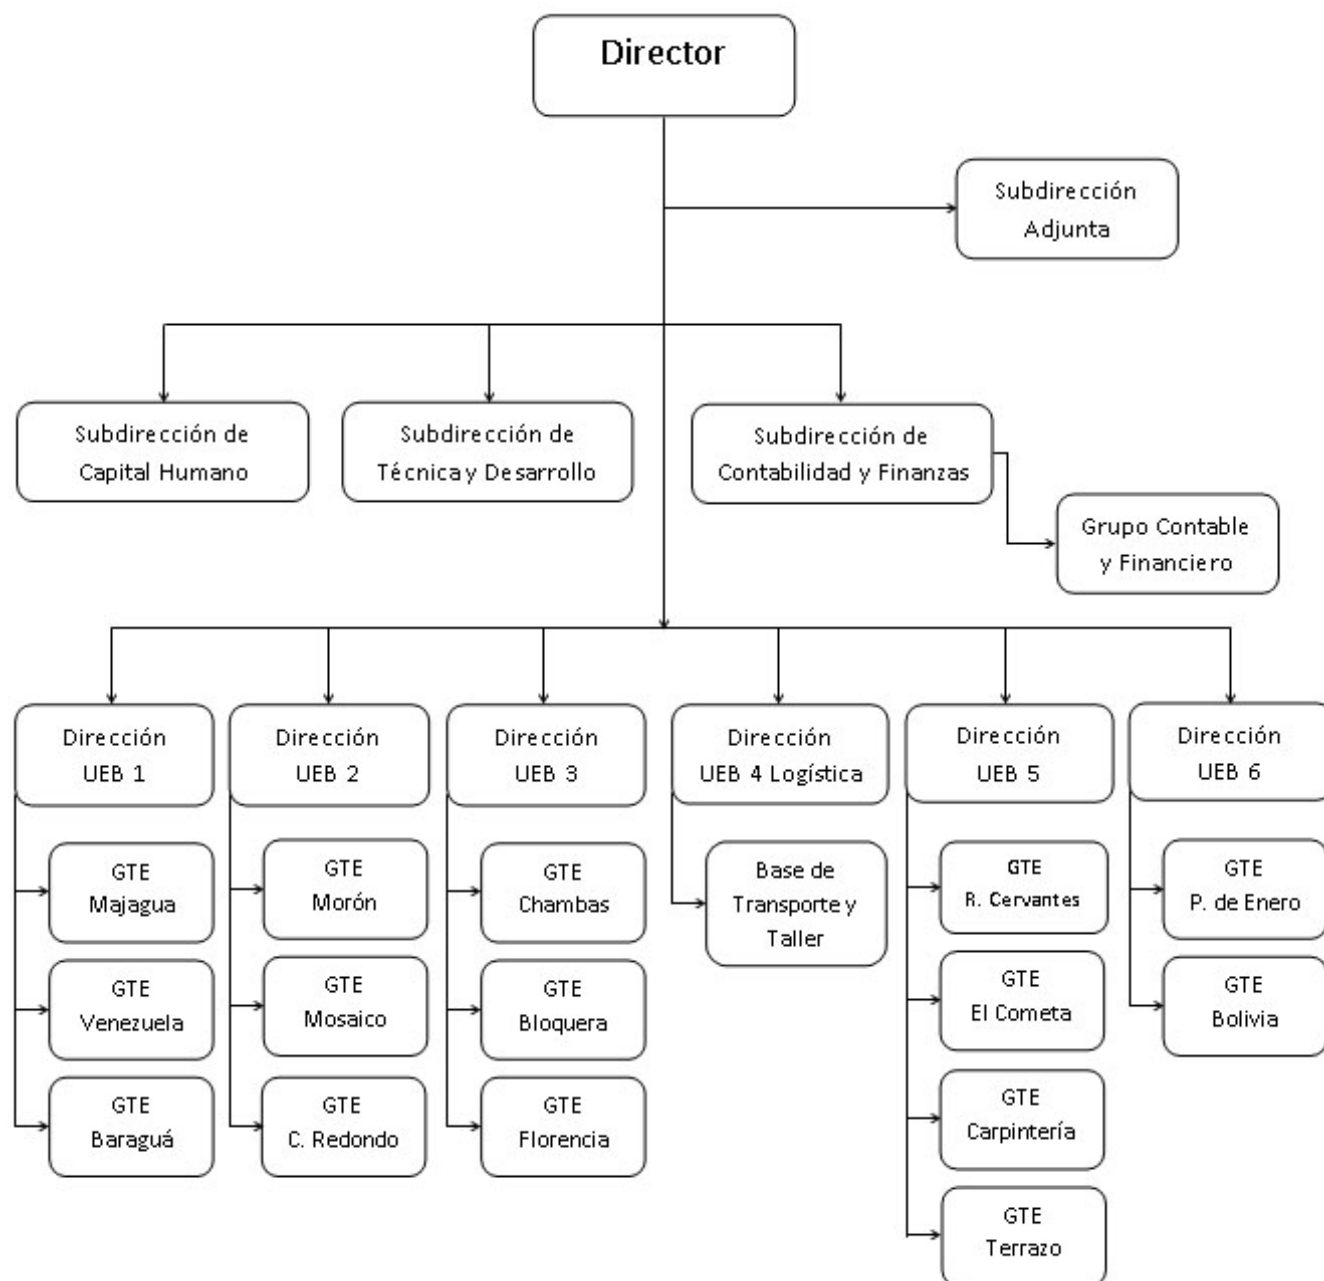 Director
Subdirección
Adjunta
Subdirección de
Capital Humano
Subdirección de
Técnica y Desarrollo
Subdirección de
Contabilidad y Finanzas
Grupo Contable
y Financiero
Dirección
UEB 1
Dirección
UEB 2
Dirección
UEB 3
Dirección
UEB 4 Logística
Dirección
UEB 5
Dirección
UEB 6
GTE
Majagua
GTE
Venezuela
GTE
Baraguá
GTE
Morón
GTE
Mosaico
GTE
C. Redondo
GTE
Chambas
GTE
Bloquera
GTE
Florencia
Base de
Transporte y
Taller
GTE
R. Cervantes
GTE
El Cometa
GTE
Carpintería
GTE
Terrazo
GTE
P. de Enero
GTE
Bolivia